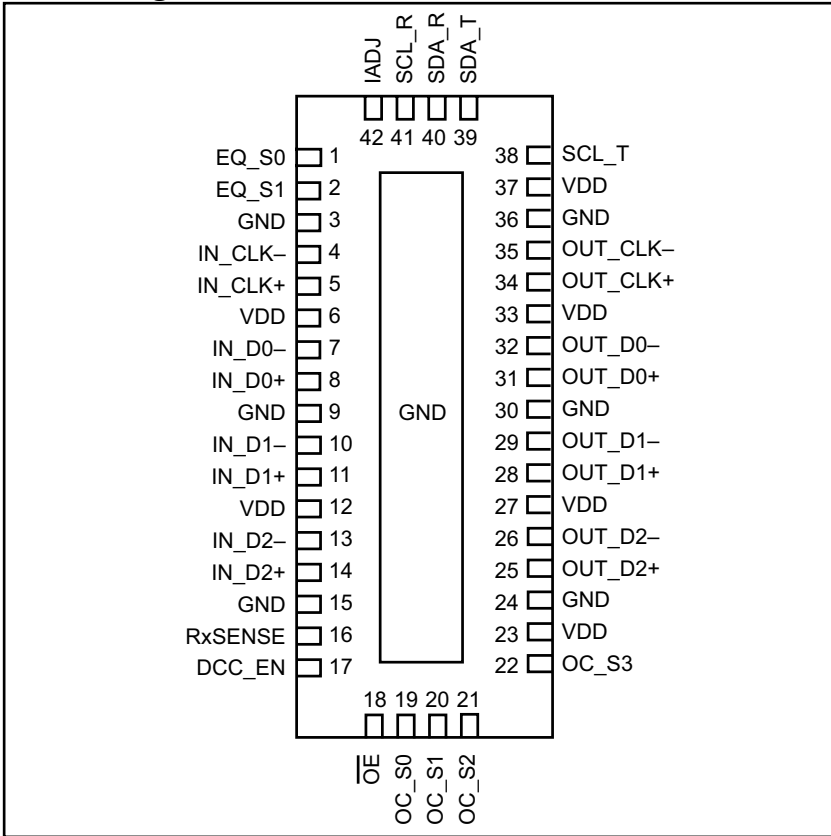 IADJ
SCL_R
SDA_R
SDA_T
42 41 40 39
EQ_S0 1
EQ_S1 2
GND 3
IN_CLK– 4
IN_CLK+ 5
VDD 6
IN_D0– 7
IN_D0+ 8
GND 9
IN_D1– 10
IN_D1+ 11
VDD 12
IN_D2– 13
IN_D2+ 14
GND 15
RxSENSE 16
DCC_EN 17
GND
38 SCL_T
37 VDD
36 GND
35 OUT_CLK–
34 OUT_CLK+
33 VDD
32 OUT_D0–
31 OUT_D0+
30 GND
29 OUT_D1–
28 OUT_D1+
27 VDD
26 OUT_D2–
25 OUT_D2+
24 GND
23 VDD
22 OC_S3
18 19 20 21
OE
OC_S0
OC_S1
OC_S2